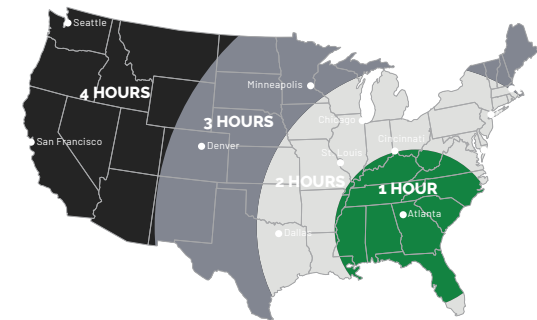 Seattle
Minneapolis
4 HOURS
3 HOURS
Chicago
San Francisco
Denver
Cincinnati
St. Louis
2 HOURS
1 HOUR
Atlanta
Dallas